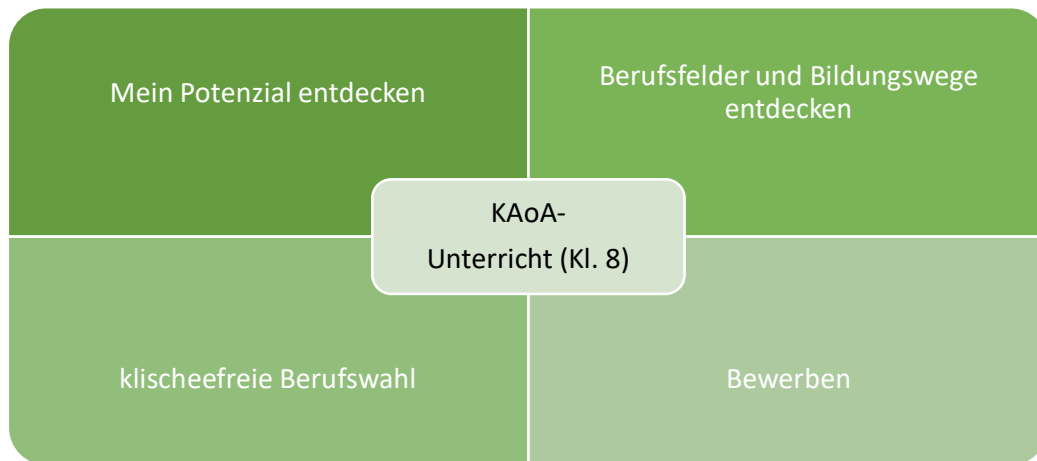 Mein Potenzial entdecken
Berufsfelder und Bildungswege
entdecken
KAoA-
Unterricht (Kl. 8)
klischeefreie Berufswahl
Bewerben